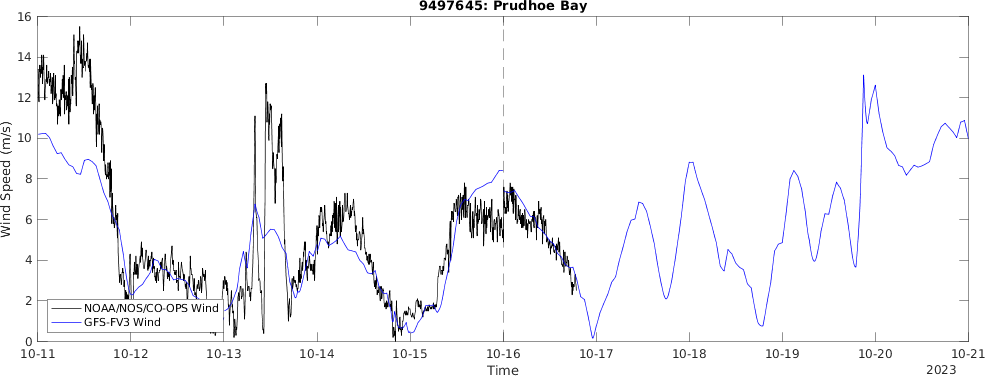 9497645: Prudhoe Bay
16
14
12
10
8
6
4
2
0
Wind Speed (m/s)
NOAA/NOS/CO-OPS Wind
GFS-FV3 Wind
10-11 10-12 10-13 10-14 10-15 10-16 10-17 10-18 10-19 10-20 10-21
Time
2023